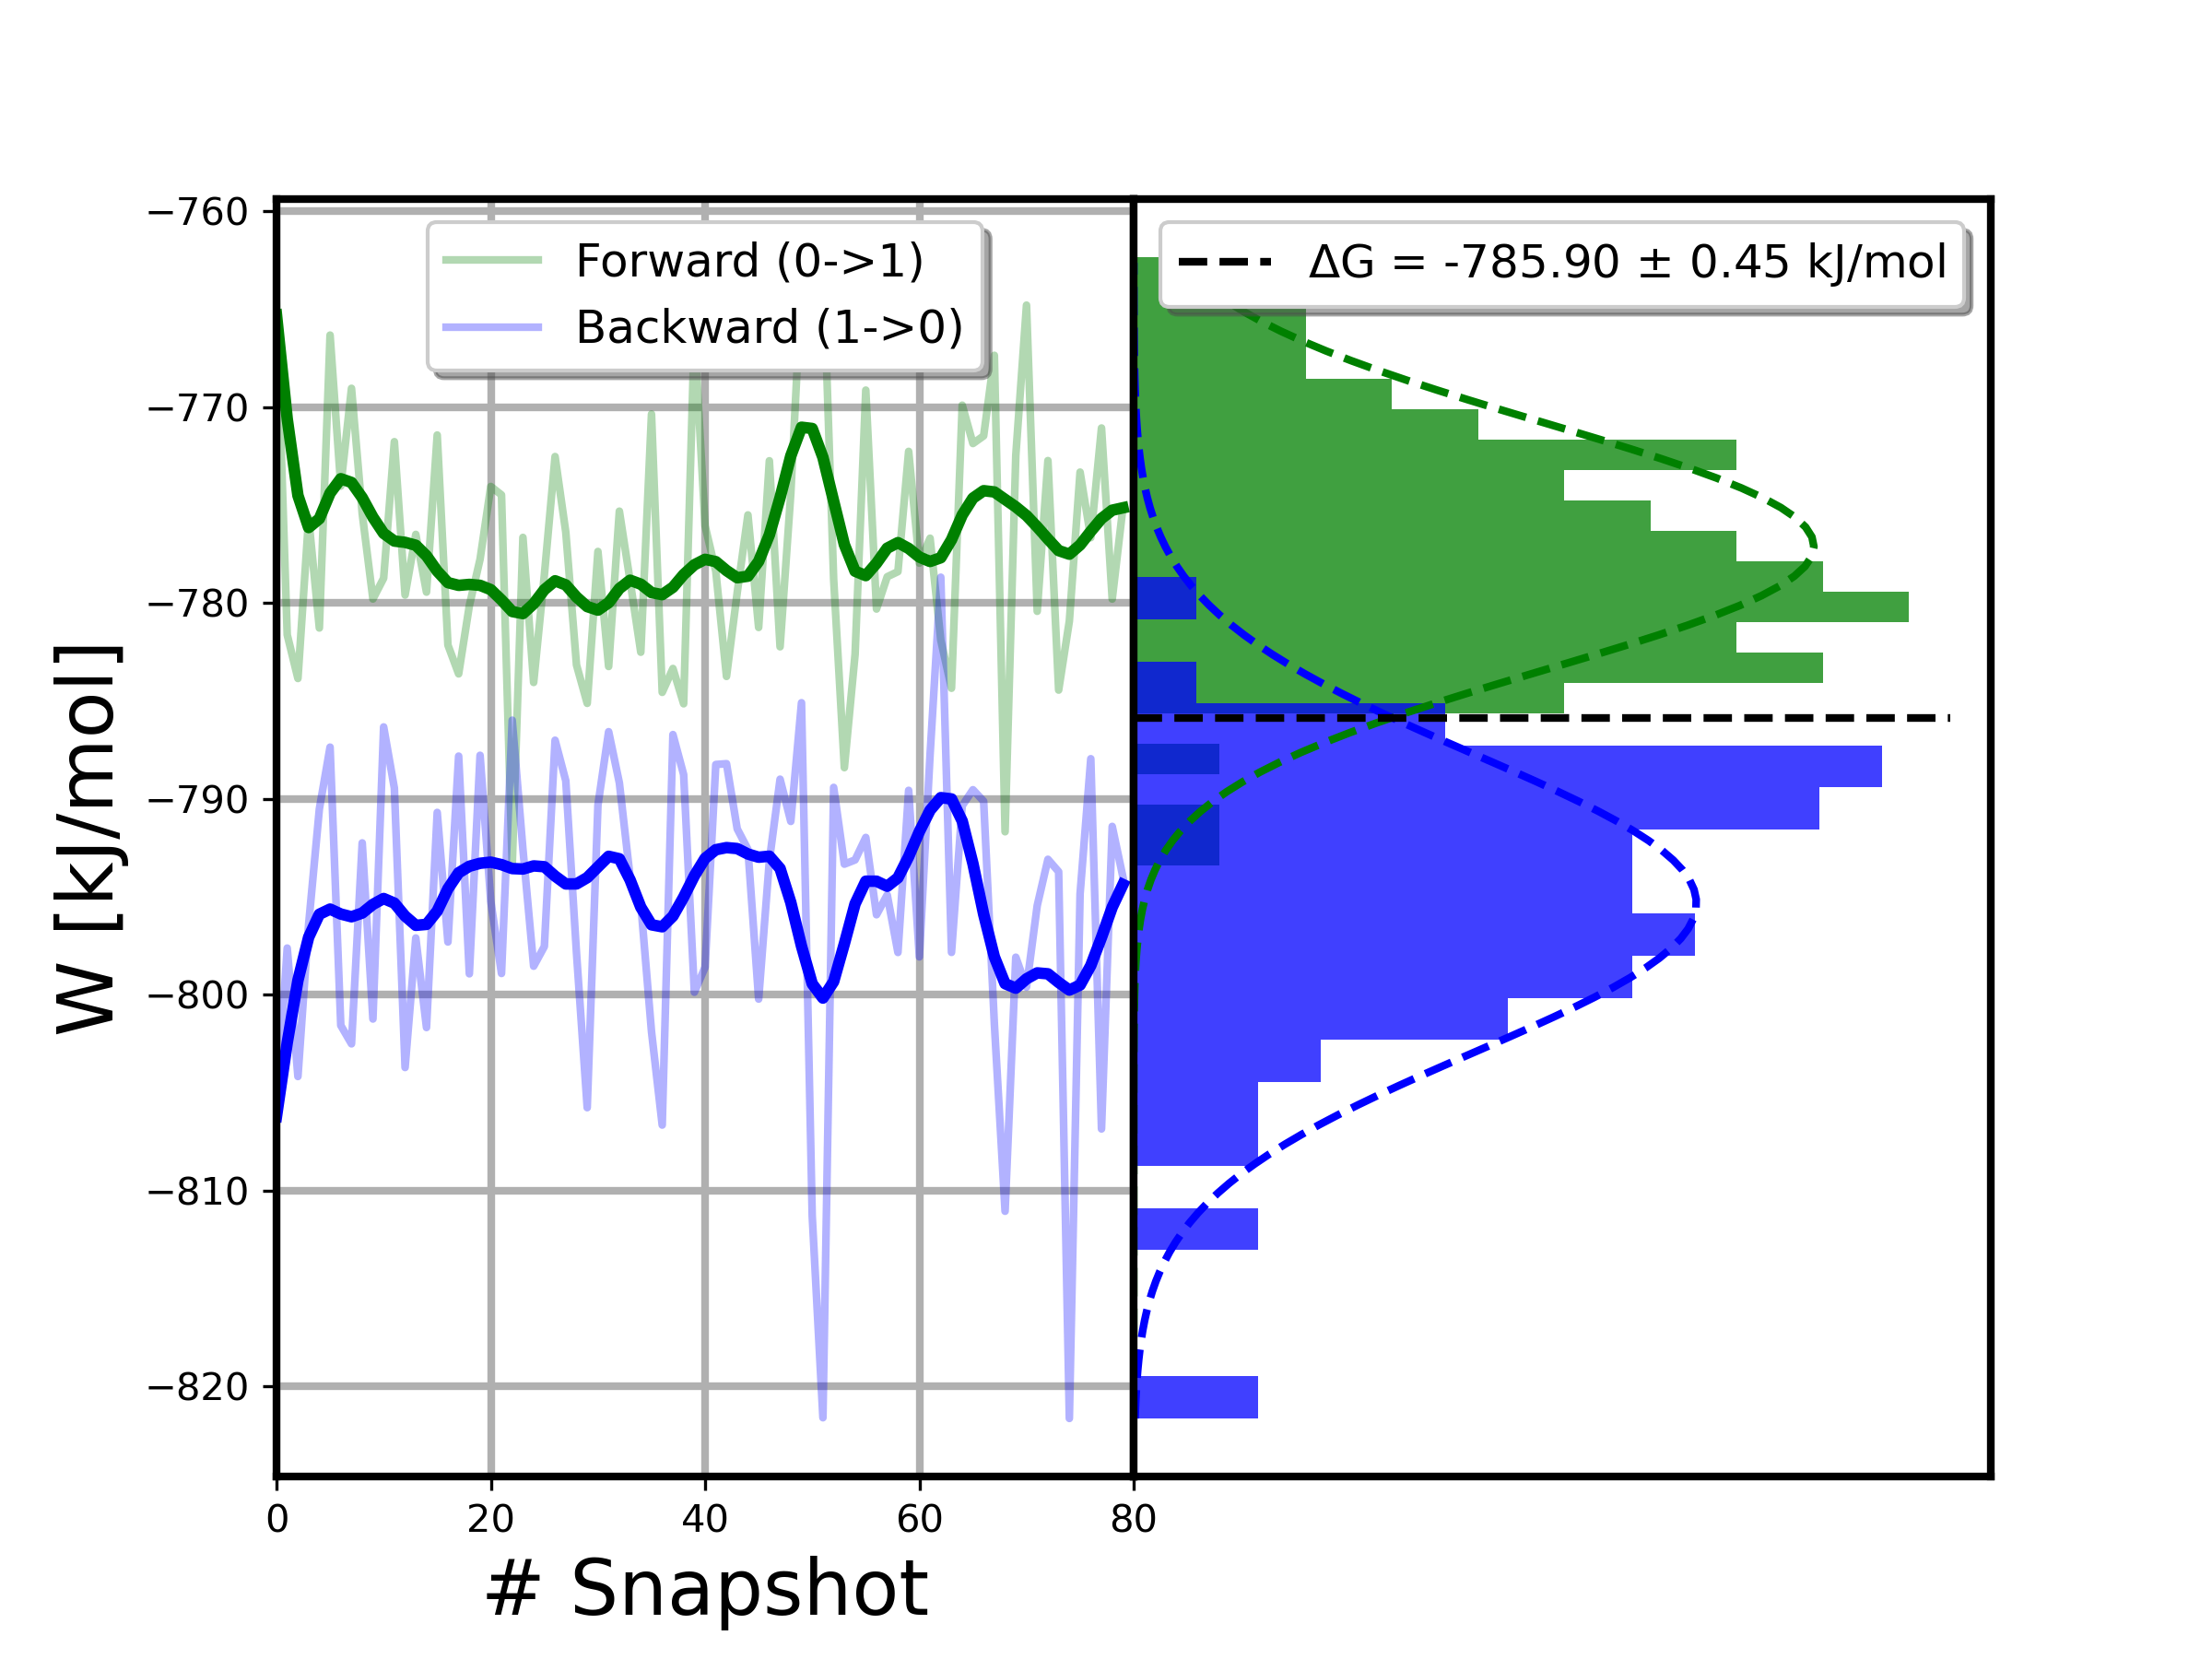 Forward (0->1)
Backward (1->0)
ΔG = -785.90 ± 0.45 kJ/mol
W [kJ/mol]
−760
−770
−780
−790
−800
−810
−820
0 20 40 60 80
# Snapshot